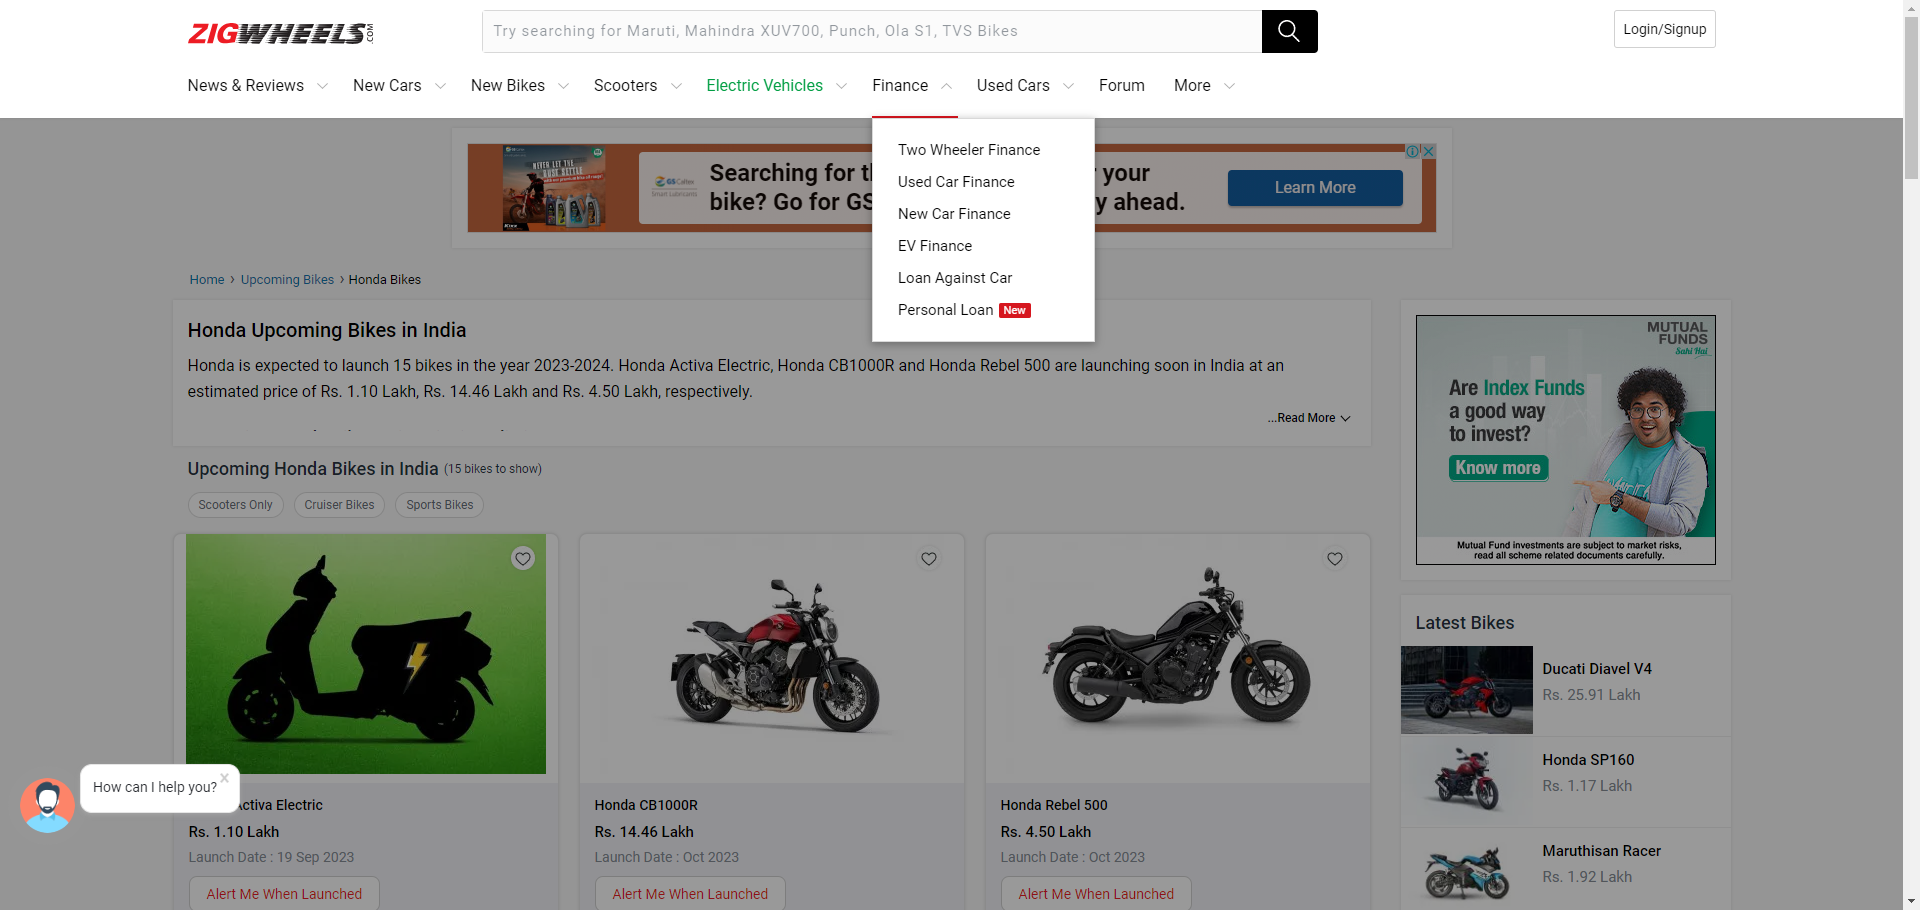 ZIGWHEELS.COM
Try searching for Maruti, Mahindra XUV700, Punch, Ola S1, TVS Bikes
Login/Signup
News & Reviews
New Cars
New Bikes
Scooters
Electric Vehicles
Finance
Used Cars
Forum
More
Two Wheeler Finance
Used Car Finance
New Car Finance
EV Finance
Loan Against Car
Personal Loan New
NEVER LET THE
DUSE SETTLE
GS Caltex
Smart Lubricants
Kixx
Searching for t
your
bike? Go for GS
y ahead.
Learn More
Home › Upcoming Bikes › Honda Bikes
Honda Upcoming Bikes in India
Honda is expected to launch 15 bikes in the year 2023-2024. Honda Activa Electric, Honda CB1000R and Honda Rebel 500 are launching soon in India at an
estimated price of Rs. 1.10 Lakh, Rs. 14.46 Lakh and Rs. 4.50 Lakh, respectively.
...Read More
Upcoming Honda Bikes in India (15 bikes to show)
Scooters Only
Cruiser Bikes
Sports Bikes
Activa Electric
Rs. 1.10 Lakh
Launch Date : 19 Sep 2023
Alert Me When Launched
Honda CB1000R
Rs. 14.46 Lakh
Launch Date : Oct 2023
Alert Me When Launched
Honda Rebel 500
Rs. 4.50 Lakh
Launch Date : Oct 2023
Alert Me When Launched
How can I help you?
MUTUAL
FUNDS
Sahi Hai
Are Index Funds
a good way
to invest?
Know more
Mutual Fund investments are subject to market risks,
read all scheme related documents carefully.
Latest Bikes
Ducati Diavel V4
Rs. 25.91 Lakh
Honda SP160
Rs. 1.17 Lakh
Maruthisan Racer
Rs. 1.92 Lakh